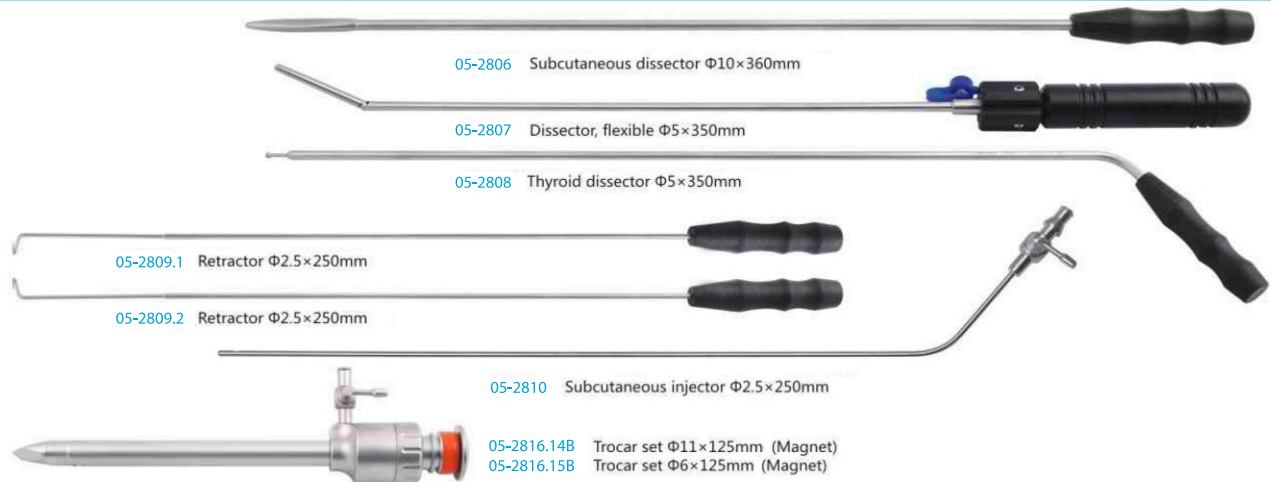 05-2806 Subcutaneous dissector Φ10×360mm
05-2807 Dissector, flexible Φ5×350mm
05-2808 Thyroid dissector Φ5×350mm
05-2809.1 Retractor Φ2.5×250mm
05-2809.2 Retractor Φ2.5×250mm
05-2810 Subcutaneous injector Φ2.5×250mm
05-2816.14B Trocar set Φ11×125mm (Magnet)
05-2816.15B Trocar set Φ6×125mm (Magnet)